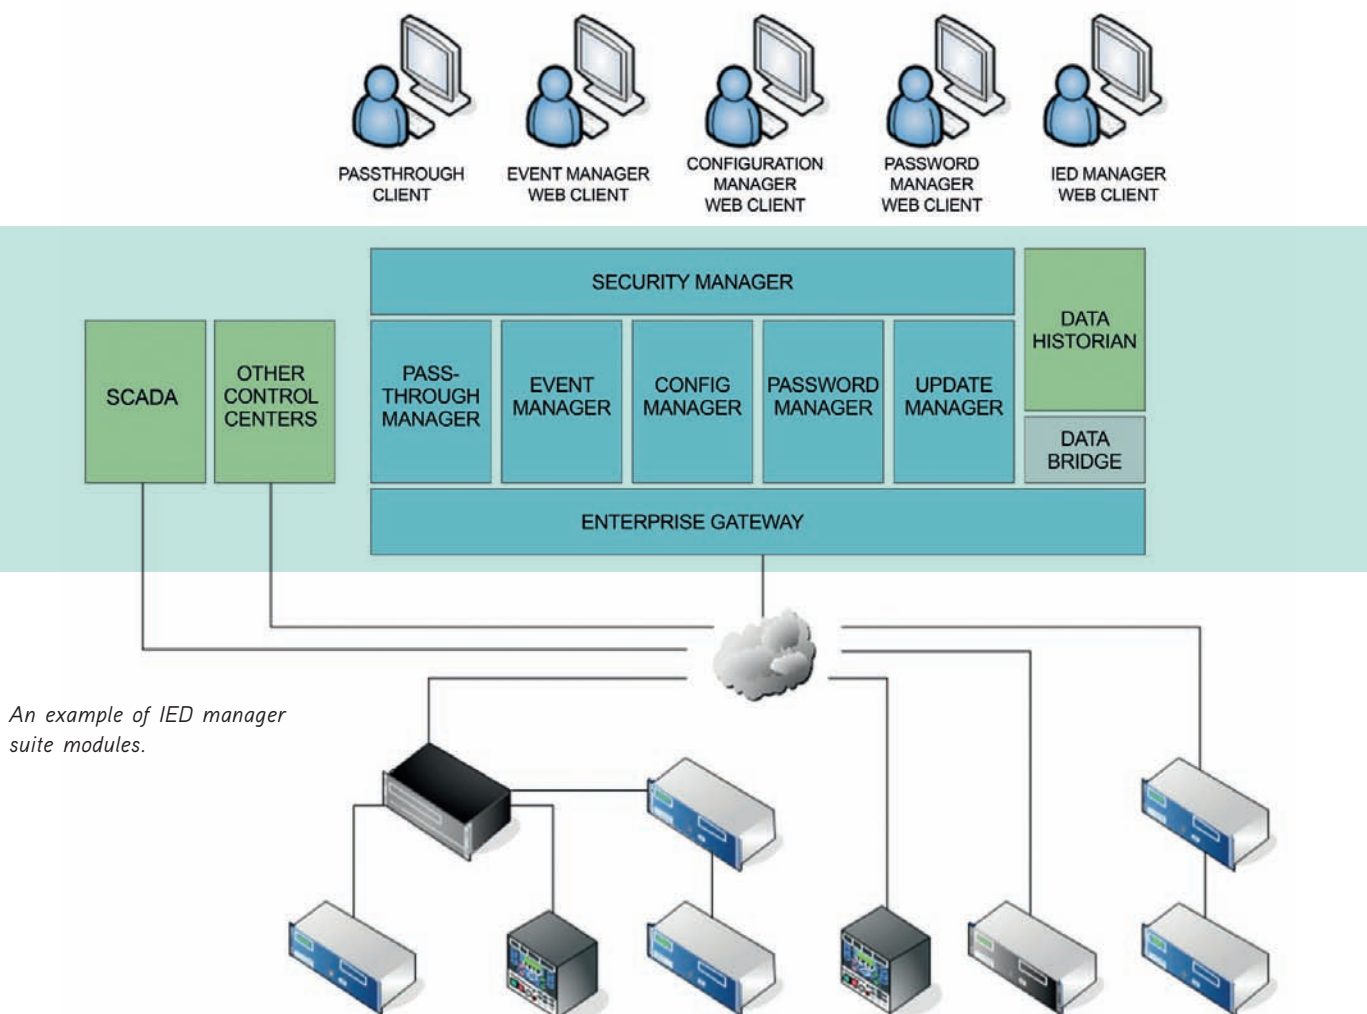 PASSTHROUGH
CLIENT
EVENT MANAGER
WEB CLIENT
CONFIGURATION
MANAGER
WEB CLIENT
PASSWORD
MANAGER
WEB CLIENT
IED MANAGER
WEB CLIENT
SECURITY MANAGER
DATA
HISTORIAN
SCADA
OTHER
CONTROL
CENTERS
PASS-
THROUGH
MANAGER
EVENT
MANAGER
CONFIG
MANAGER
PASSWORD
MANAGER
UPDATE
MANAGER
DATA
BRIDGE
ENTERPRISE GATEWAY
An example of IED manager
suite modules.